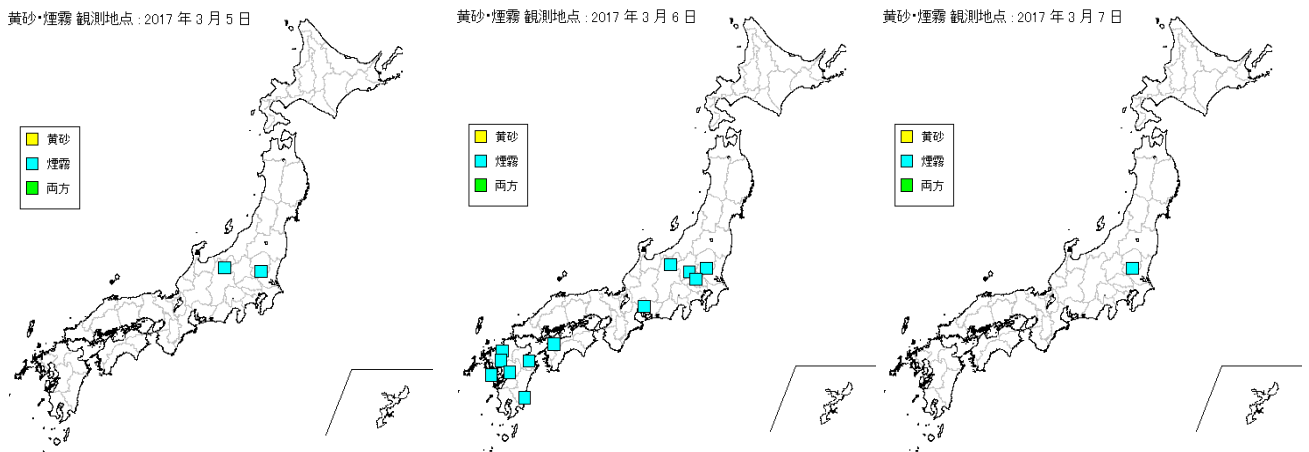 黄砂・煙霧 観測地点 : 2017 年 3 月 5 日
黄砂
煙霧
両方
黄砂・煙霧 観測地点 : 2017 年 3 月 6 日
黄砂
煙霧
両方
黄砂・煙霧 観測地点 : 2017 年 3 月 7 日
黄砂
煙霧
両方